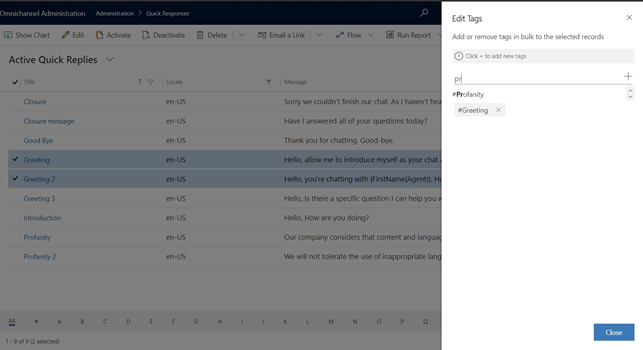 Omnichannel Administration Administration > Quick Responses
Show Chart Edit Activate Deactivate Delete Email a Link Flow Run Report
Active Quick Replies
Title Locale Message
Closure en-US Sorry we couldn't finish our chat. As I haven't hea
Closure message en-US Have I answered all of your questions today?
Good Bye en-US Thank you for chatting. Good-bye.
Greeting en-US Hello, allow me to introduce myself as your chat
Greeting 2 en-US Hello, you're chatting with {FirstName{Agent}}. H
Greeting 3 en-US Hello, Is there a specific question I can help you w
Introduction en-US Hello, How are you doing?
Profanity en-US Our company considers that content and languag
Profanity 2 en-US We will not tolerate the use of inappropriate lang
All # A B C D E F G H I J K L M N O P Q
1 - 9 of 9 (2 selected)
Edit Tags
Add or remove tags in bulk to the selected records
Click + to add new tags
pr
#Profanity
#Greeting
Close